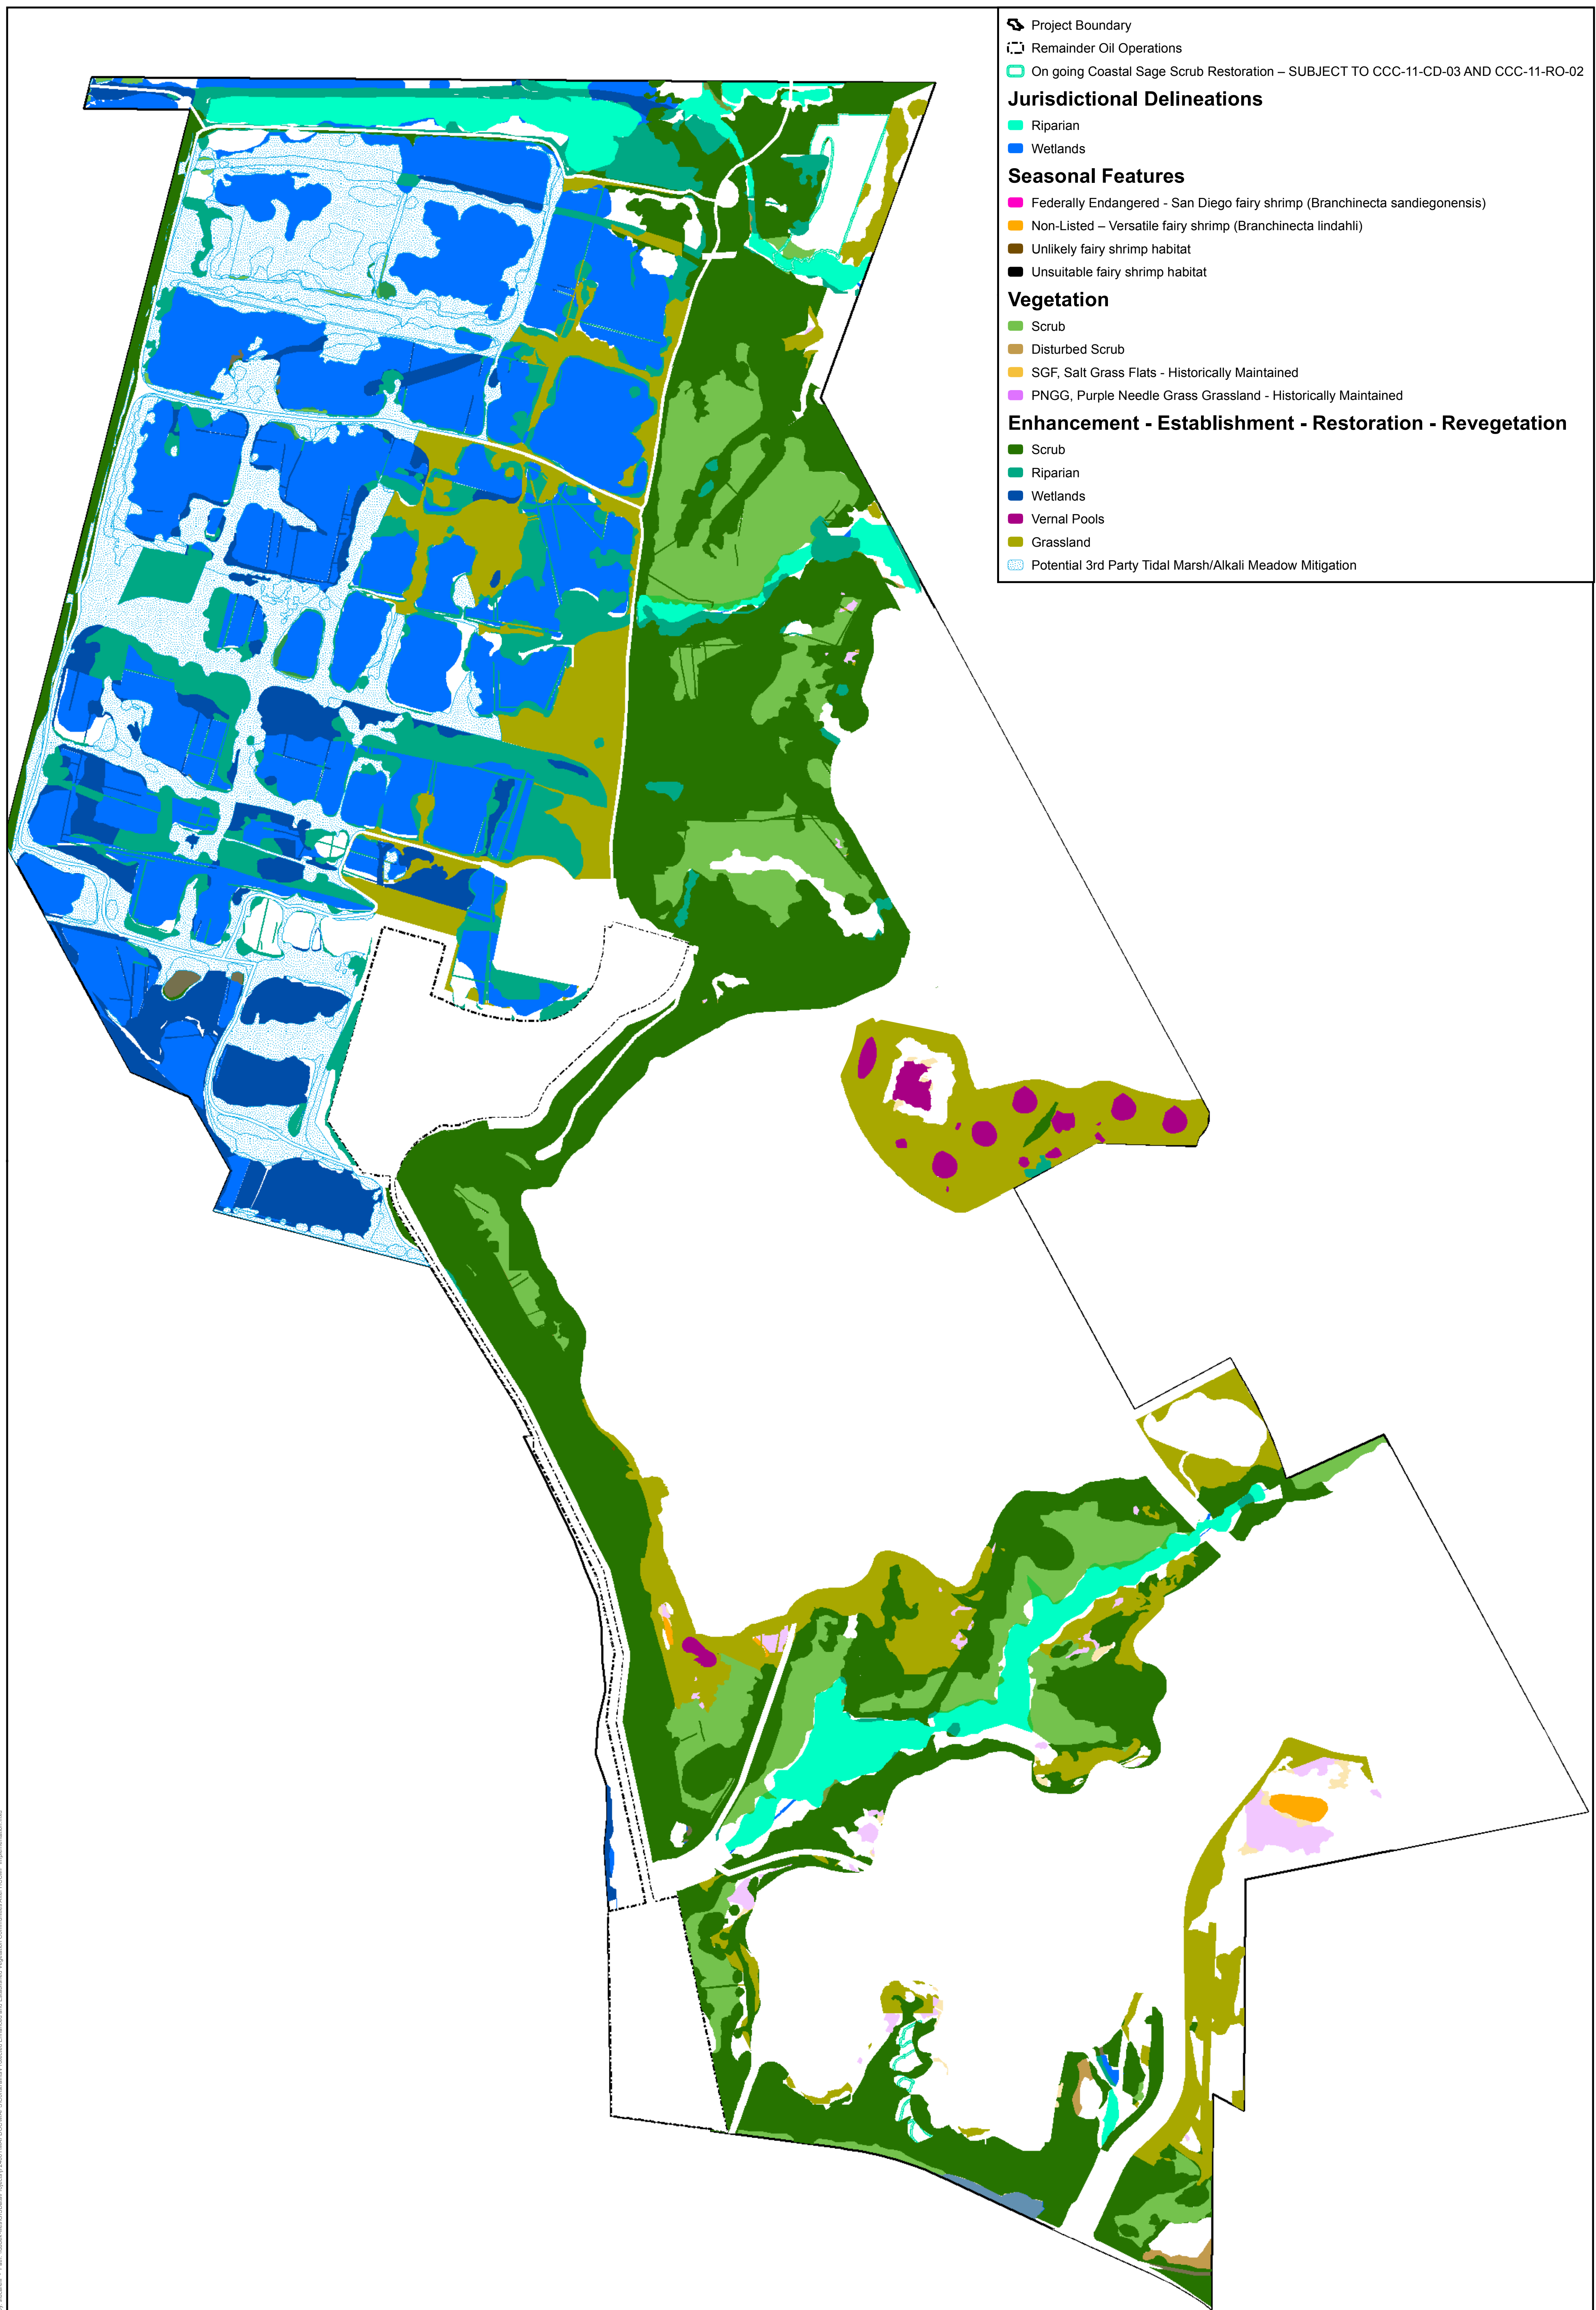 Project Boundary
Remainder Oil Operations
On going Coastal Sage Scrub Restoration – SUBJECT TO CCC-11-CD-03 AND CCC-11-RO-02
Jurisdictional Delineations
Riparian
Wetlands
Seasonal Features
Federally Endangered - San Diego fairy shrimp (Branchinecta sandiegonensis)
Non-Listed – Versatile fairy shrimp (Branchinecta lindahli)
Unlikely fairy shrimp habitat
Unsuitable fairy shrimp habitat
Vegetation
Scrub
Disturbed Scrub
SGF, Salt Grass Flats - Historically Maintained
PNGG, Purple Needle Grass Grassland - Historically Maintained
Enhancement - Establishment - Restoration - Revegetation
Scrub
Riparian
Wetlands
Vernal Pools
Grassland
Potential 3rd Party Tidal Marsh/Alkali Meadow Mitigation